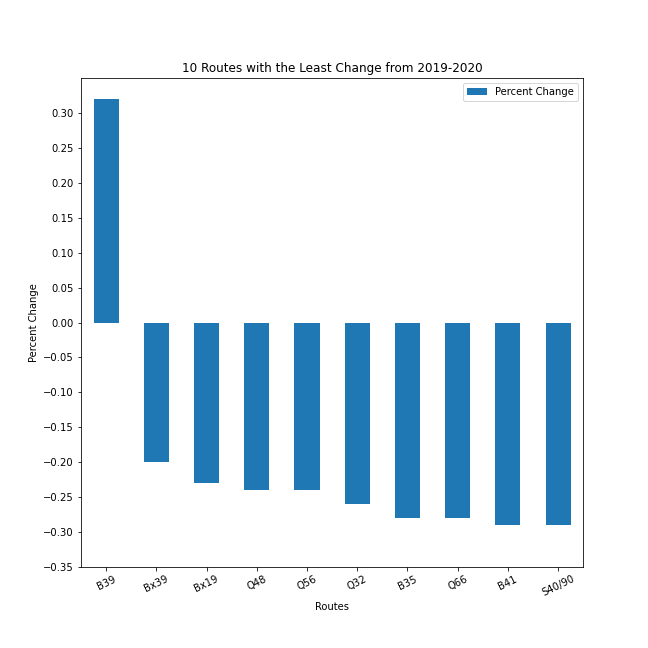 10 Routes with the Least Change from 2019-2020
Percent Change
0.30
0.25
0.20
0.15
0.10
0.05
0.00
−0.05
−0.10
−0.15
−0.20
−0.25
−0.30
−0.35
Percent Change
B39 Bx39 Bx19 Q48 Q56 Q32 B35 Q66 B41 S40/90
Routes